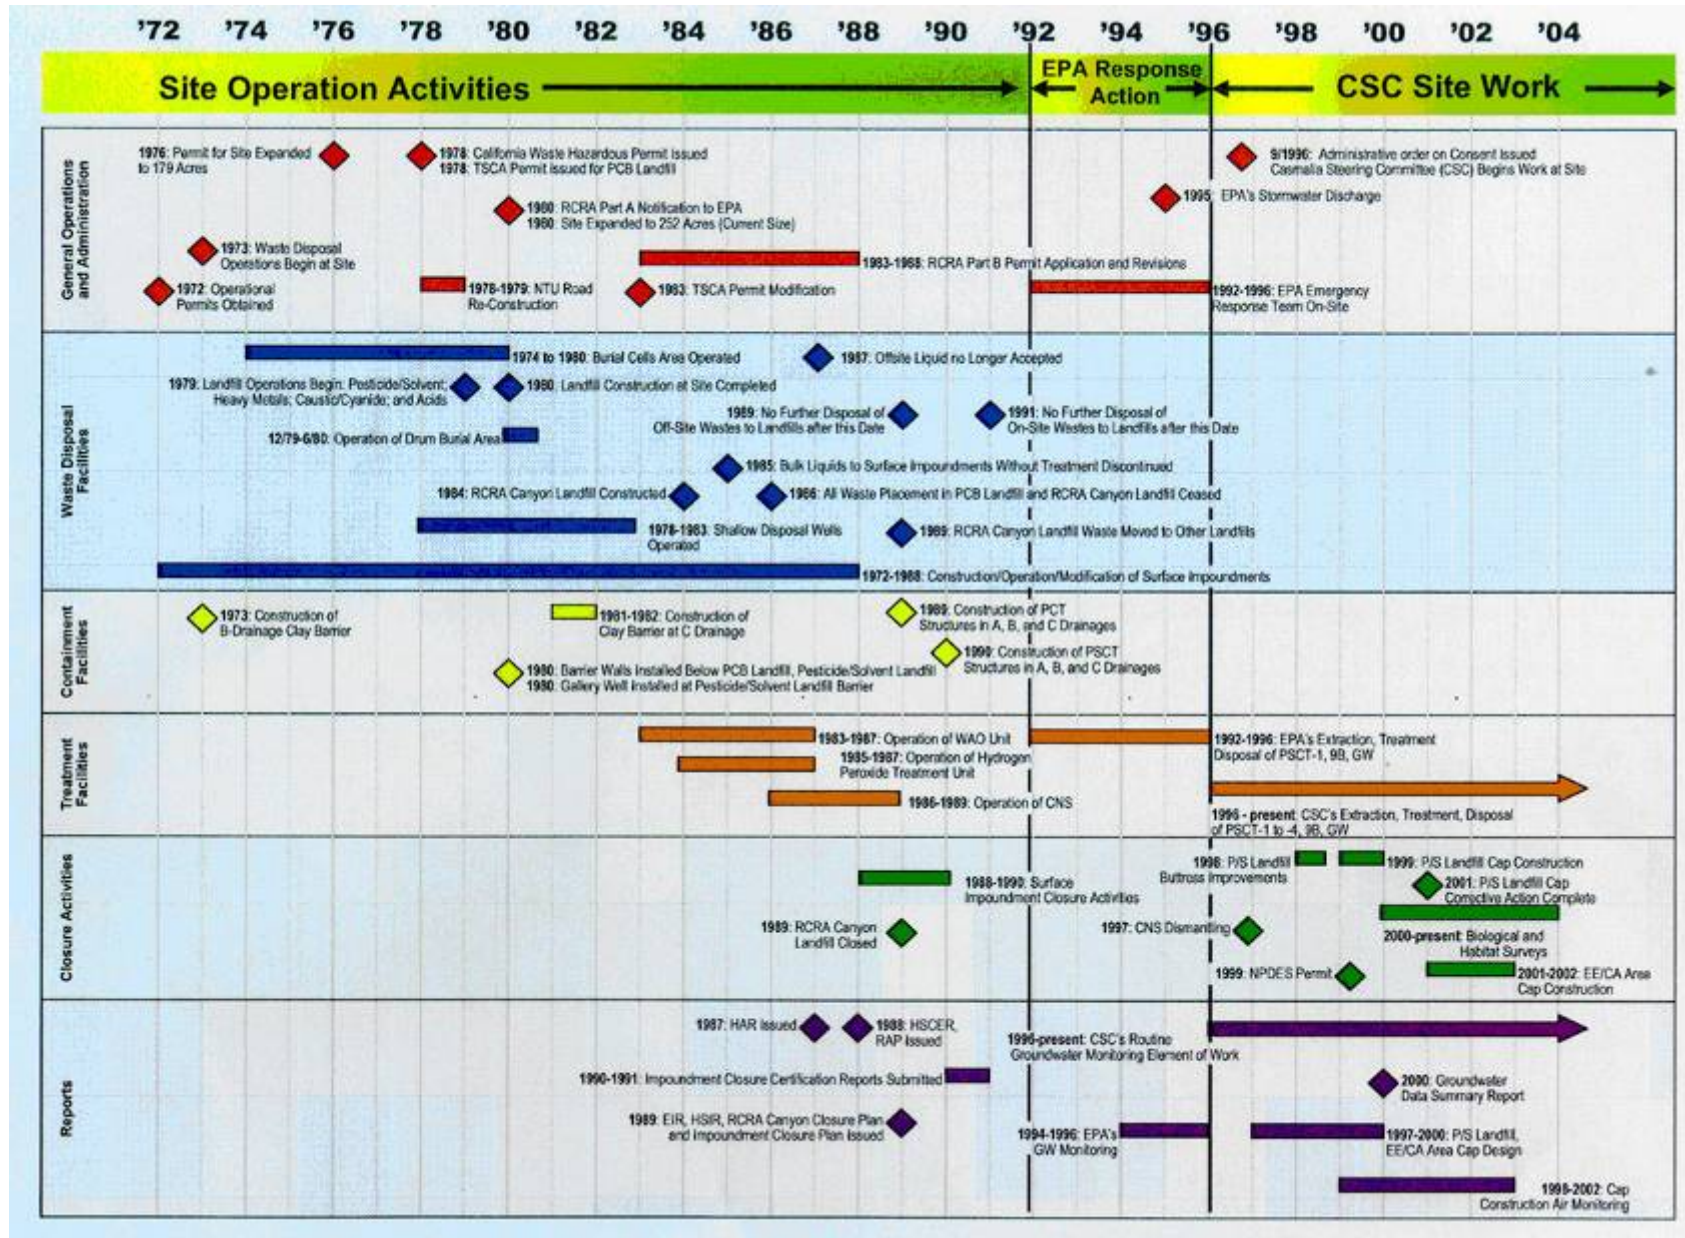 '72 '74 '76 '78 '80 '82 '84 '86 '88 '90 '92 '94 '96 '98 '00 '02 '04
Site Operation Activities
EPA Response
Action
CSC Site Work
General Operations
and Administration
1976: Permit for Site Expanded
to 179 Acres
1978: California Waste Hazardous Permit Issued
1978: TSCA Permit Issued for PCB Landfill
9/1996: Administrative order on Consent Issued
Casmalia Steering Committee (CSC) Begins Work at Site
1995: EPA's Stormwater Discharge
1980: RCRA Part A Notification to EPA
1980: Site Expanded to 252 Acres (Current Size)
1973: Waste Disposal
Operations Begin at Site
1983-1988: RCRA Part B Permit Application and Revisions
1972: Operational
Permits Obtained
1978-1979: NTU Road
Re-Construction
1983: TSCA Permit Modification
1992-1996: EPA Emergency
Response Team On-Site
Waste Disposal
Facilities
1974 to 1980: Burial Cells Area Operated
1987: Offsite Liquid no Longer Accepted
1979: Landfill Operations Begin: Pesticide/Solvent;
Heavy Metals; Caustic/Cyanide; and Acids
1980: Landfill Construction at Site Completed
1989: No Further Disposal of
Off-Site Wastes to Landfills after this Date
1991: No Further Disposal of
On-Site Wastes to Landfills after this Date
12/79-6/80: Operation of Drum Burial Area
1985: Bulk Liquids to Surface Impoundments Without Treatment Discontinued
1984: RCRA Canyon Landfill Constructed
1986: All Waste Placement in PCB Landfill and RCRA Canyon Landfill Ceased
1978-1983: Shallow Disposal Wells
Operated
1989: RCRA Canyon Landfill Waste Moved to Other Landfills
1972-1988: Construction/Operation/Modification of Surface Impoundments
Containment
Facilities
1973: Construction of
B-Drainage Clay Barrier
1981-1982: Construction of
Clay Barrier at C Drainage
1989: Construction of PCT
Structures in A, B, and C Drainages
1990: Construction of PSCT
Structures in A, B, and C Drainages
1980: Barrier Walls Installed Below PCB Landfill, Pesticide/Solvent Landfill
1980: Gallery Well Installed at Pesticide/Solvent Landfill Barrier
Treatment
Facilities
1983-1987: Operation of WAO Unit
1985-1987: Operation of Hydrogen
Peroxide Treatment Unit
1986-1989: Operation of CNS
1992-1996: EPA's Extraction, Treatment
Disposal of PSCT-1, 9B, GW
1996 - present: CSC's Extraction, Treatment, Disposal
of PSCT-1 to -4, 9B, GW
Closure Activities
1998: P/S Landfill
Buttross Improvements
1999: P/S Landfill Cap Construction
1988-1990: Surface
Impoundment Closure Activities
2001: P/S Landfill Cap
Corrective Action Complete
1989: RCRA Canyon
Landfill Closed
1997: CNS Dismantling
2000-present: Biological and
Habitat Surveys
1999: NPDES Permit
2001-2002: EE/CA Area
Cap Construction
Reports
1987: HAR Issued
1988: HSCER,
RAP Issued
1996-present: CSC's Routine
Groundwater Monitoring Element of Work
1990-1991: Impoundment Closure Certification Reports Submitted
2000: Groundwater
Data Summary Report
1989: EIR, HSIR, RCRA Canyon Closure Plan
and Impoundment Closure Plan Issued
1994-1996: EPA's
GW Monitoring
1997-2000: P/S Landfill,
EE/CA Area Cap Design
1998-2002: Cap
Construction Air Monitoring